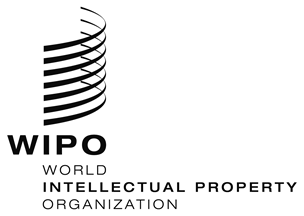 WIPO
WORLD
INTELLECTUAL PROPERTY
ORGANIZATION